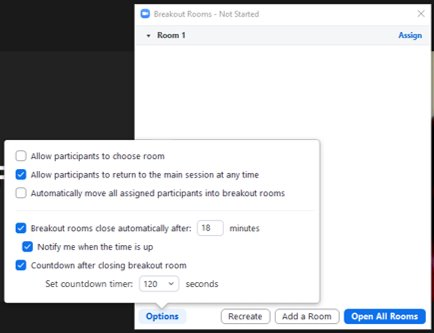 Breakout Rooms - Not Started
Room 1 Assign
Allow participants to choose room
Allow participants to return to the main session at any time
Automatically move all assigned participants into breakout rooms
Breakout rooms close automatically after: 18 minutes
Notify me when the time is up
Countdown after closing breakout room
Set countdown timer: 120 seconds
Options Recreate Add a Room Open All Rooms